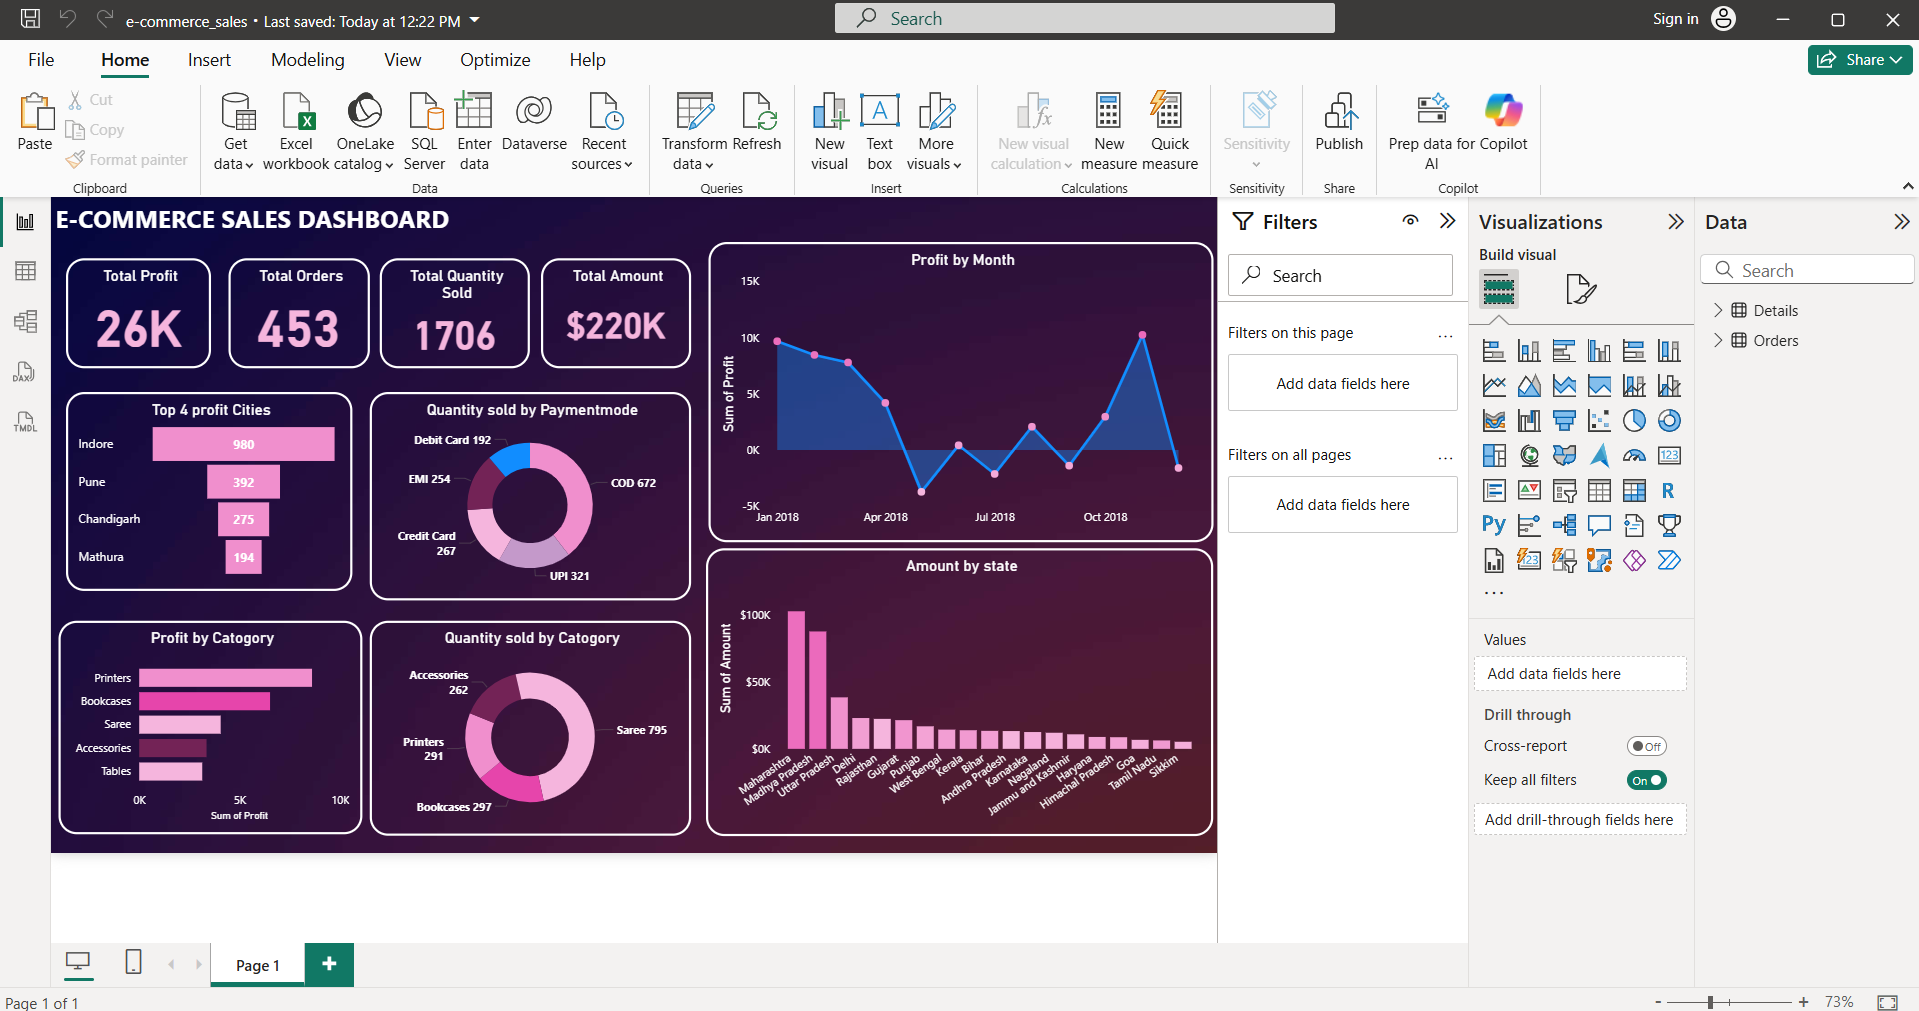 e-commerce_sales • Last saved: Today at 12:22 PM
Search
Sign in
File
Home
Insert
Modeling
View
Optimize
Help
Share
Paste
Cut
Copy
Format painter
Clipboard
Get
data
Excel
workbook
OneLake
catalog
SQL
Server
Enter
data
Dataverse
Recent
sources
Data
Transform
data
Refresh
Queries
New
visual
A
Text
box
More
visuals
Insert
fx
New visual
calculation
New
measure
Quick
measure
Calculations
Sensitivity
Sensitivity
Publish
Share
Prep data for
AI
Copilot
Copilot
DAX
TMDL
E-COMMERCE SALES DASHBOARD
Total Profit
26K
Total Orders
453
Total Quantity
Sold
1706
Total Amount
$220K
Top 4 profit Cities
Indore
980
Pune
392
Chandigarh
275
Mathura
194
Quantity sold by Paymentmode
Debit Card 192
EMI 254
COD 672
Credit Card
267
UPI 321
Profit by Month
Sum of Profit
15K
10K
5K
0K
-5K
Jan 2018
Apr 2018
Jul 2018
Oct 2018
Profit by Catogory
Printers
Bookcases
Saree
Accessories
Tables
0K
5K
10K
Sum of Profit
Quantity sold by Catogory
Accessories
262
Saree 795
Printers
291
Bookcases 297
Amount by state
Sum of Amount
$100K
$50K
$0K
Maharashtra
Madhya Pradesh
Uttar Pradesh
Delhi
Rajasthan
Gujarat
Punjab
West Bengal
Kerala
Bihar
Andhra Pradesh
Karnataka
Nagaland
Jammu and Kashmir
Haryana
Himachal Pradesh
Goa
Tamil Nadu
Sikkim
Filters
Search
Filters on this page
...
Add data fields here
Filters on all pages
...
Add data fields here
Visualizations
Build visual
123
R
Py
123
...
Values
Add data fields here
Drill through
Cross-report
Off
Keep all filters
On
Add drill-through fields here
Data
Search
Details
Orders
Page 1
+
Page 1 of 1
-
+
73%